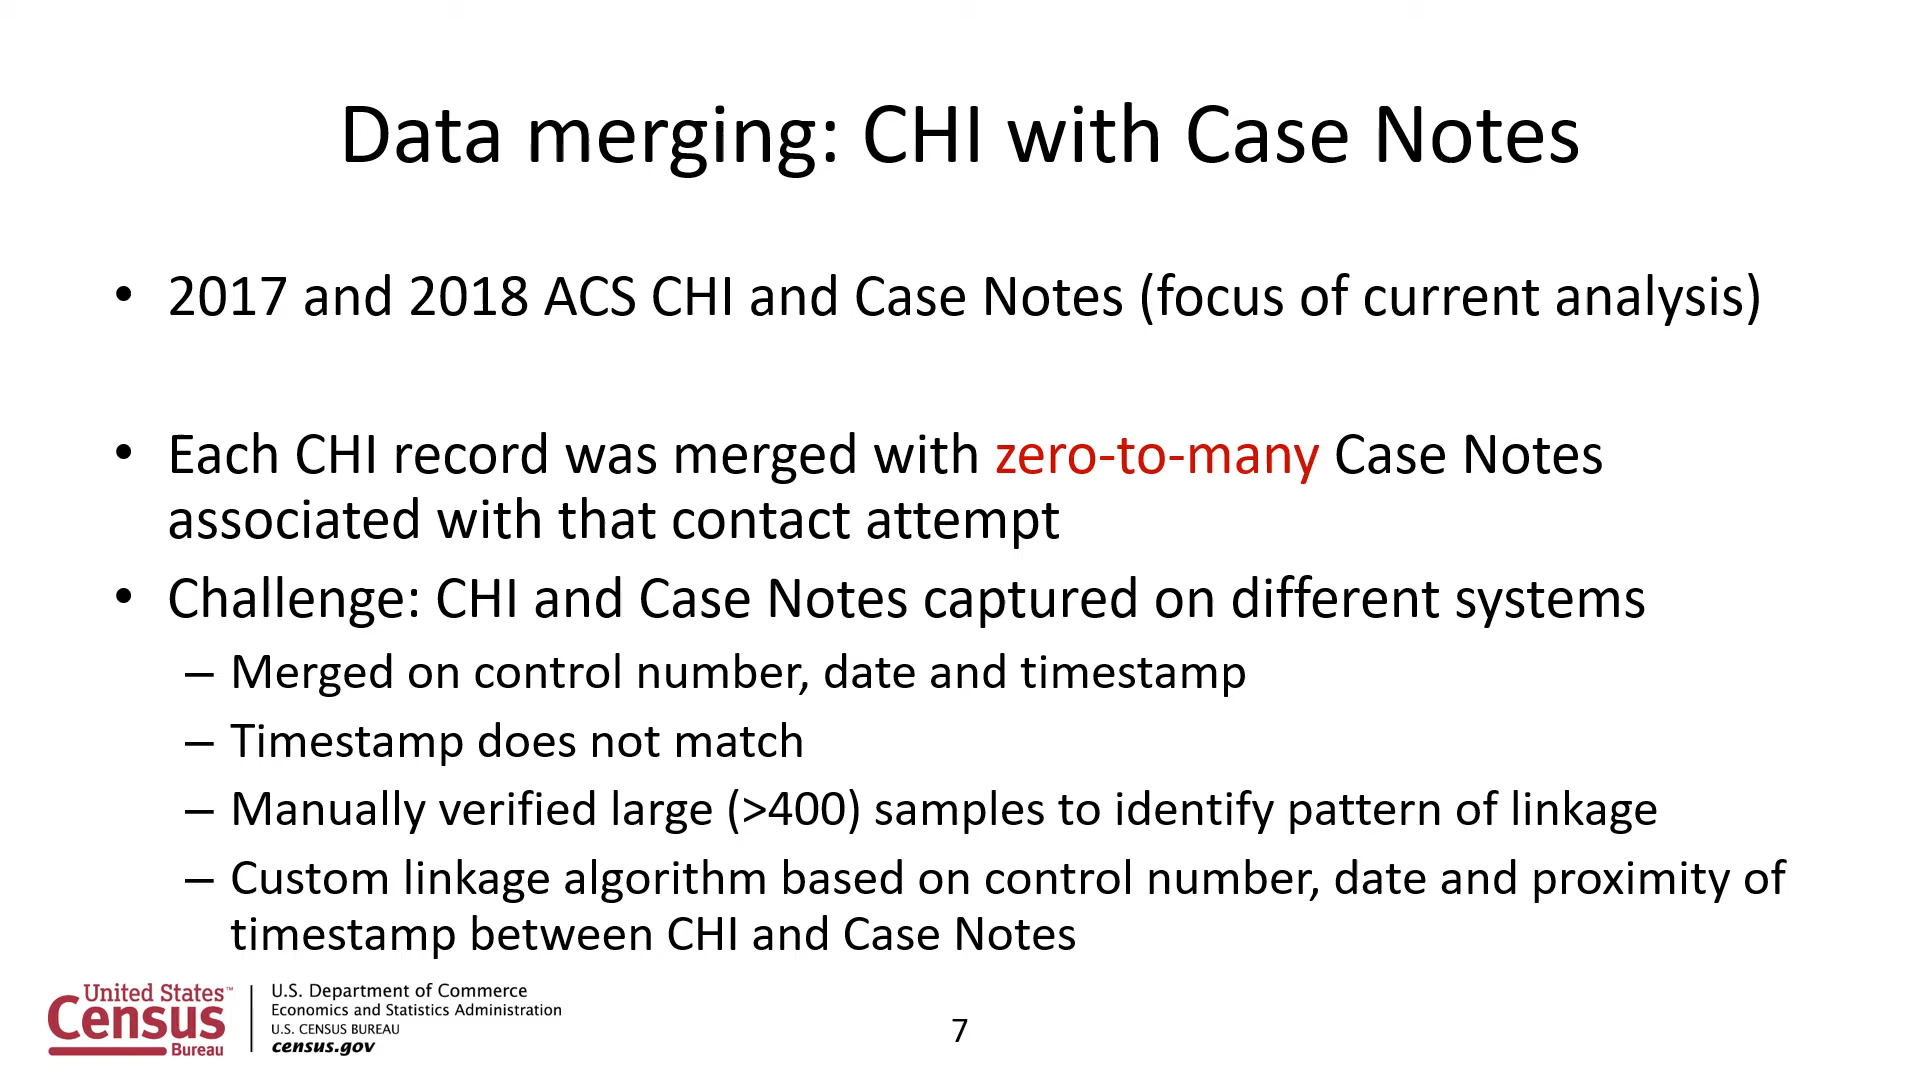 Data merging: CHI with Case Notes
• 2017 and 2018 ACS CHI and Case Notes (focus of current analysis)
• Each CHI record was merged with zero-to-many Case Notes
associated with that contact attempt
• Challenge: CHI and Case Notes captured on different systems
– Merged on control number, date and timestamp
– Timestamp does not match
– Manually verified large (>400) samples to identify pattern of linkage
– Custom linkage algorithm based on control number, date and proximity of
timestamp between CHI and Case Notes
United States™
Census
Bureau
U.S. Department of Commerce
Economics and Statistics Administration
U.S. CENSUS BUREAU
census.gov
7